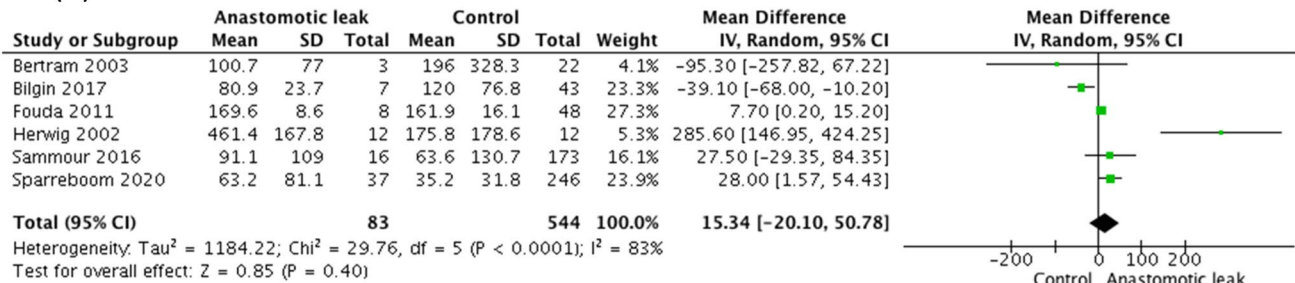 Anastomotic leak Control Mean Difference Mean Difference
Study or Subgroup Mean SD Total Mean SD Total Weight IV, Random, 95% CI IV, Random, 95% CI
Bertram 2003 100.7 77 3 196 328.3 22 4.1% -95.30 [-257.82, 67.22]
Bilgin 2017 80.9 23.7 7 120 76.8 43 23.3% -39.10 [-68.00, -10.20]
Fouda 2011 169.6 8.6 8 161.9 16.1 48 27.3% 7.70 [0.20, 15.20]
Herwig 2002 461.4 167.8 12 175.8 178.6 12 5.3% 285.60 [146.95, 424.25]
Sammour 2016 91.1 109 16 63.6 130.7 173 16.1% 27.50 [-29.35, 84.35]
Sparreboom 2020 63.2 81.1 37 35.2 31.8 246 23.9% 28.00 [1.57, 54.43]
Total (95% CI) 83 544 100.0% 15.34 [-20.10, 50.78]
Heterogeneity: Tau² = 1184.22; Chi² = 29.76, df = 5 (P < 0.0001); I² = 83%
Test for overall effect: Z = 0.85 (P = 0.40)
-200 0 100 200
Control Anastomotic leak